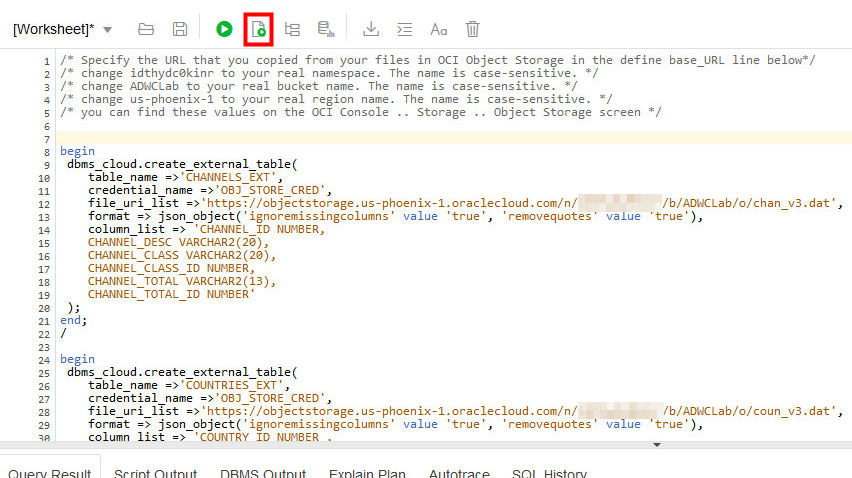 [Worksheet]*
Aa
1 /* Specify the URL that you copied from your files in OCI Object Storage in the define base_URL line below*/
2 /* change idthydc0kinr to your real namespace. The name is case-sensitive. */
3 /* change ADWCLab to your real bucket name. The name is case-sensitive. */
4 /* change us-phoenix-1 to your real region name. The name is case-sensitive. */
5 /* you can find these values on the OCI Console .. Storage .. Object Storage screen */
6
7
8 begin
9 dbms_cloud.create_external_table(
10 table_name =>'CHANNELS_EXT',
11 credential_name =>'OBJ_STORE_CRED',
12 file_uri_list =>'https://objectstorage.us-phoenix-1.oraclecloud.com/n/ /b/ADWCLab/o/chan_v3.dat',
13 format => json_object('ignoremissingcolumns' value 'true', 'removequotes' value 'true'),
14 column_list => 'CHANNEL_ID NUMBER,
15 CHANNEL_DESC VARCHAR2(20),
16 CHANNEL_CLASS VARCHAR2(20),
17 CHANNEL_CLASS_ID NUMBER,
18 CHANNEL_TOTAL VARCHAR2(13),
19 CHANNEL_TOTAL_ID NUMBER'
20 );
21 end;
22 /
23
24 begin
25 dbms_cloud.create_external_table(
26 table_name =>'COUNTRIES_EXT',
27 credential_name =>'OBJ_STORE_CRED',
28 file_uri_list =>'https://objectstorage.us-phoenix-1.oraclecloud.com/n/ /b/ADWCLab/o/coun_v3.dat',
29 format => json_object('ignoremissingcolumns' value 'true', 'removequotes' value 'true'),
30 column_list => 'COUNTRY_ID NUMBER ,
Query Result Script Output DBMS Output Explain Plan Autotrace SQL History